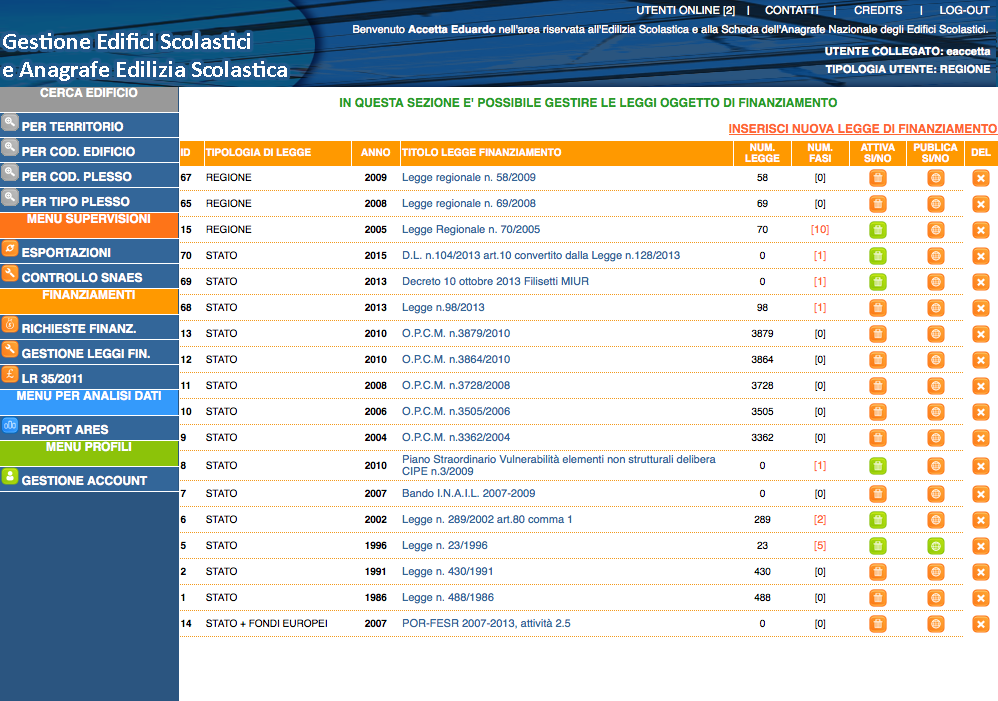 UTENTI ONLINE [2] | CONTATTI | CREDITS | LOG-OUT
Gestione Edifici Scolastici
e Anagrafe Edilizia Scolastica
Benvenuto Accetta Eduardo nell'area riservata all'Edilizia Scolastica e alla Scheda dell'Anagrafe Nazionale degli Edifici Scolastici.
UTENTE COLLEGATO: eaccetta
TIPOLOGIA UTENTE: REGIONE
CERCA EDIFICIO
PER TERRITORIO
PER COD. EDIFICIO
PER COD. PLESSO
PER TIPO PLESSO
MENU SUPERVISIONI
ESPORTAZIONI
CONTROLLO SNAES
FINANZIAMENTI
RICHIESTE FINANZ.
GESTIONE LEGGI FIN.
LR 35/2011
MENU PER ANALISI DATI
REPORT ARES
MENU PROFILI
GESTIONE ACCOUNT
IN QUESTA SEZIONE E' POSSIBILE GESTIRE LE LEGGI OGGETTO DI FINANZIAMENTO
INSERISCI NUOVA LEGGE DI FINANZIAMENTO
ID TIPOLOGIA DI LEGGE ANNO TITOLO LEGGE FINANZIAMENTO NUM. LEGGE NUM. FASI ATTIVA SI/NO PUBLICA SI/NO DEL
67 REGIONE 2009 Legge regionale n. 58/2009 58 [0]
65 REGIONE 2008 Legge regionale n. 69/2008 69 [0]
15 REGIONE 2005 Legge Regionale n. 70/2005 70 [10]
70 STATO 2015 D.L. n.104/2013 art.10 convertito dalla Legge n.128/2013 0 [1]
69 STATO 2013 Decreto 10 ottobre 2013 Filisetti MIUR 0 [1]
68 STATO 2013 Legge n.98/2013 98 [1]
13 STATO 2010 O.P.C.M. n.3879/2010 3879 [0]
12 STATO 2010 O.P.C.M. n.3864/2010 3864 [0]
11 STATO 2008 O.P.C.M. n.3728/2008 3728 [0]
10 STATO 2006 O.P.C.M. n.3505/2006 3505 [0]
9 STATO 2004 O.P.C.M. n.3362/2004 3362 [0]
8 STATO 2010 Piano Straordinario Vulnerabilità elementi non strutturali delibera
CIPE n.3/2009 0 [1]
7 STATO 2007 Bando I.N.A.I.L. 2007-2009 0 [0]
6 STATO 2002 Legge n. 289/2002 art.80 comma 1 289 [2]
5 STATO 1996 Legge n. 23/1996 23 [5]
2 STATO 1991 Legge n. 430/1991 430 [0]
1 STATO 1986 Legge n. 488/1986 488 [0]
14 STATO + FONDI EUROPEI 2007 POR-FESR 2007-2013, attività 2.5 0 [0]